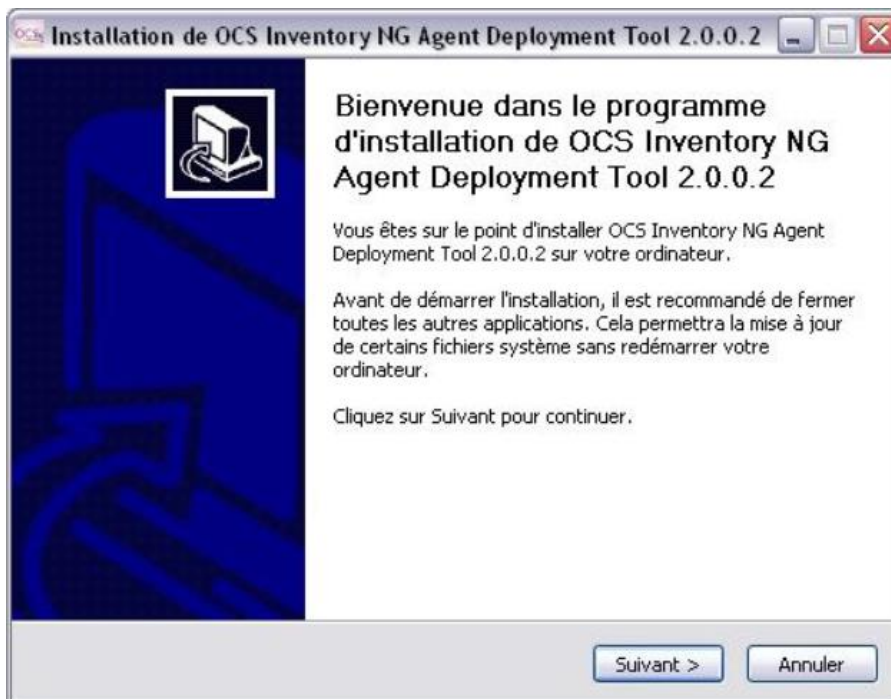 Installation de OCS Inventory NG Agent Deployment Tool 2.0.0.2
Bienvenue dans le programme
d'installation de OCS Inventory NG
Agent Deployment Tool 2.0.0.2
Vous êtes sur le point d'installer OCS Inventory NG Agent
Deployment Tool 2.0.0.2 sur votre ordinateur.
Avant de démarrer l'installation, il est recommandé de fermer
toutes les autres applications. Cela permettra la mise à jour
de certains fichiers système sans redémarrer votre
ordinateur.
Cliquez sur Suivant pour continuer.
Suivant >
Annuler